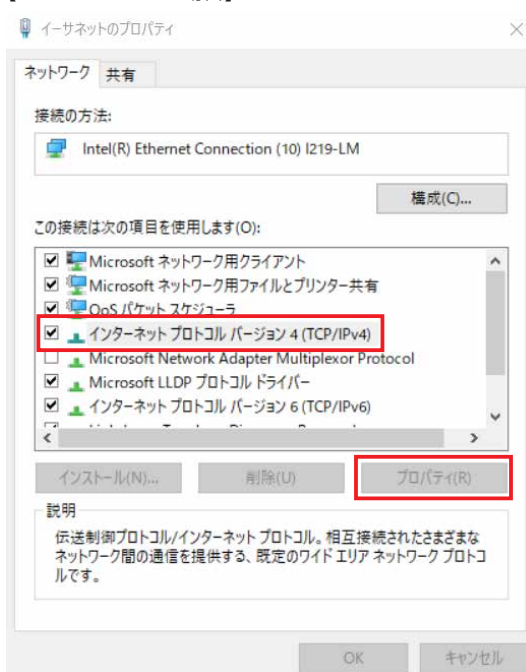 イーサネットのプロパティ
ネットワーク 共有
接続の方法:
Intel(R) Ethernet Connection (10) I219-LM
構成(C)...
この接続は次の項目を使用します(O):
Microsoft ネットワーク用クライアント
Microsoft ネットワーク用ファイルとプリンター共有
QoS パケット スケジューラ
インターネット プロトコル バージョン 4 (TCP/IPv4)
Microsoft Network Adapter Multiplexor Protocol
Microsoft LLDP プロトコル ドライバー
インターネット プロトコル バージョン 6 (TCP/IPv6)
インストール(N)... 削除(U) プロパティ(R)
説明
伝送制御プロトコル/インターネット プロトコル。相互接続されたさまざまな
ネットワーク間の通信を提供する、既定のワイド エリア ネットワーク プロトコ
ルです。
OK キャンセル